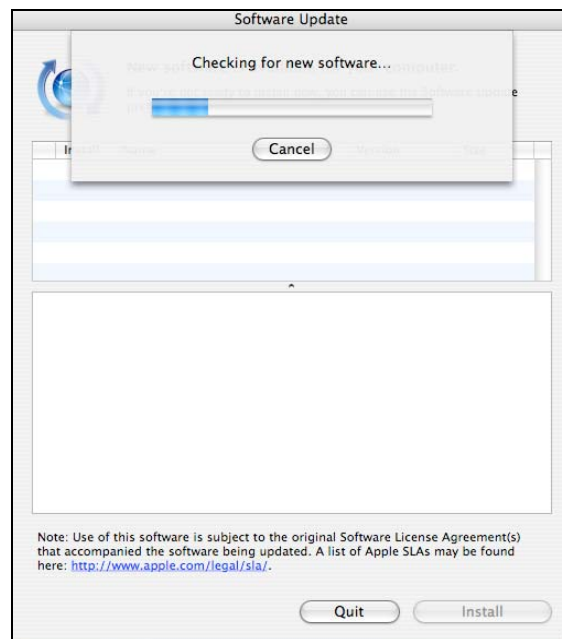 Software Update
Checking for new software...
Cancel
Note: Use of this software is subject to the original Software License Agreement(s)
that accompanied the software being updated. A list of Apple SLAs may be found
here: http://www.apple.com/legal/sla/.
Quit
Install